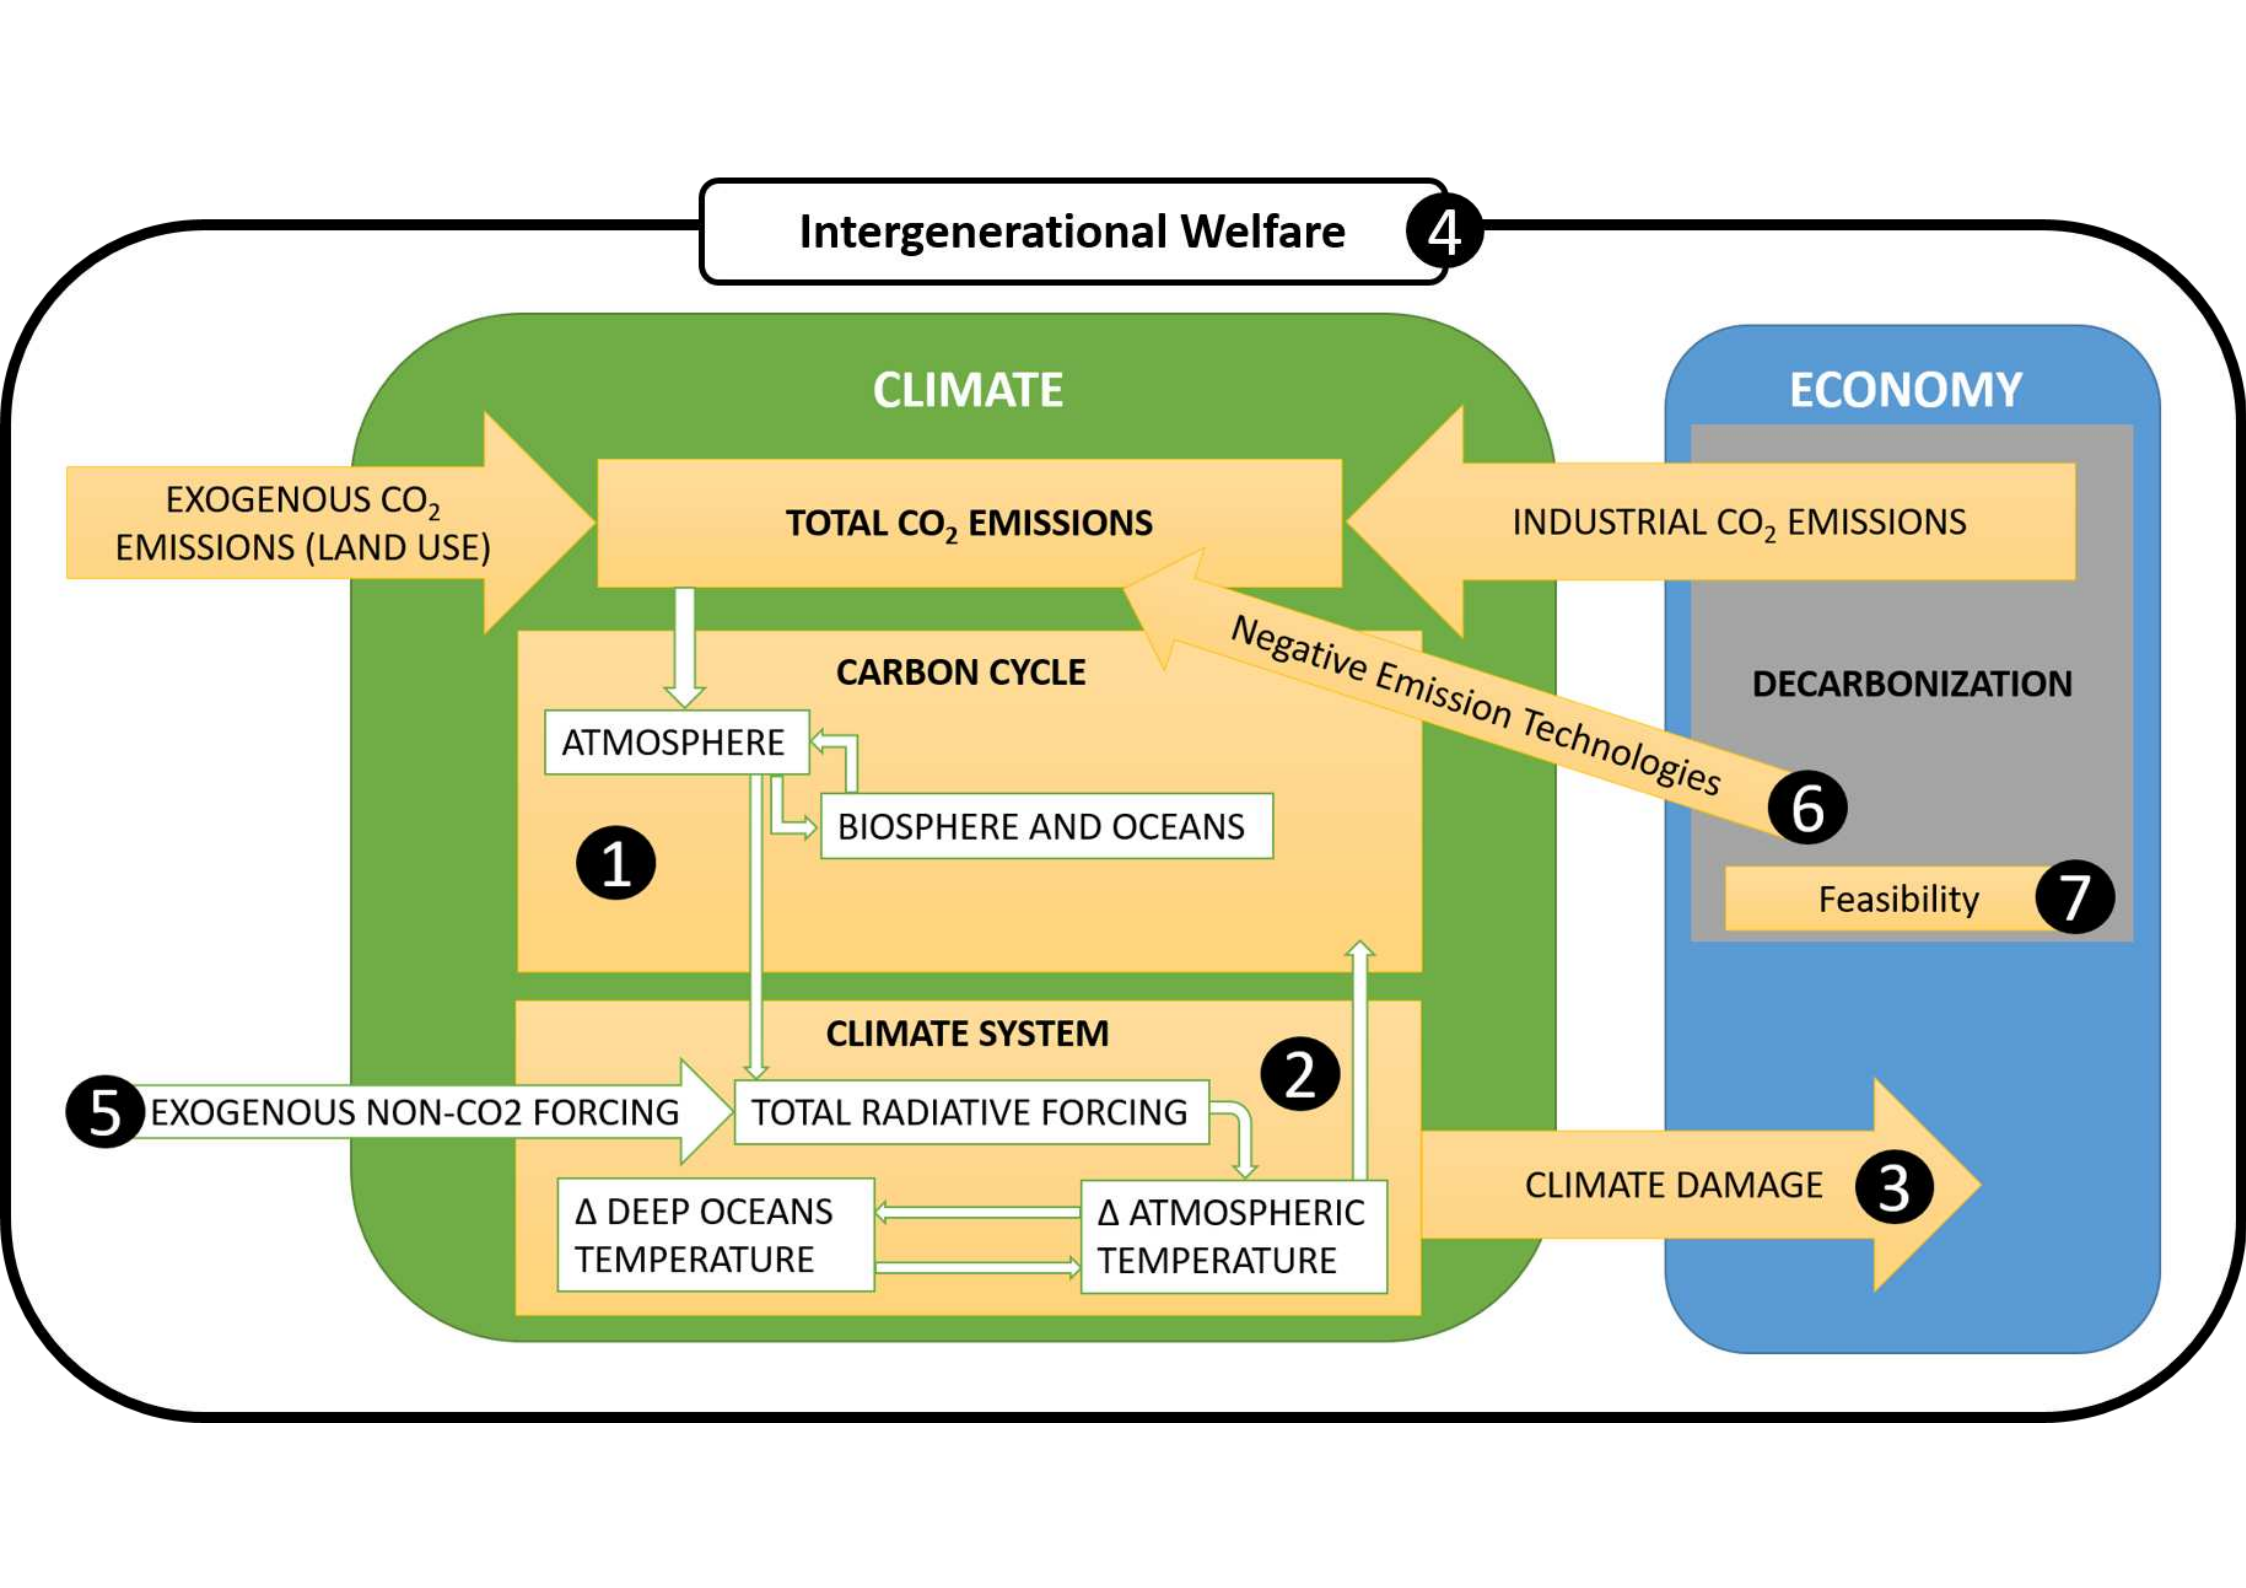 Intergenerational Welfare 4
CLIMATE
ECONOMY
EXOGENOUS CO₂
EMISSIONS (LAND USE)
TOTAL CO₂ EMISSIONS
INDUSTRIAL CO₂ EMISSIONS
Negative Emission Technologies 6
CARBON CYCLE
DECARBONIZATION
ATMOSPHERE
BIOSPHERE AND OCEANS
1
Feasibility 7
CLIMATE SYSTEM
2
5 EXOGENOUS NON-CO2 FORCING
TOTAL RADIATIVE FORCING
Δ DEEP OCEANS
TEMPERATURE
Δ ATMOSPHERIC
TEMPERATURE
CLIMATE DAMAGE 3